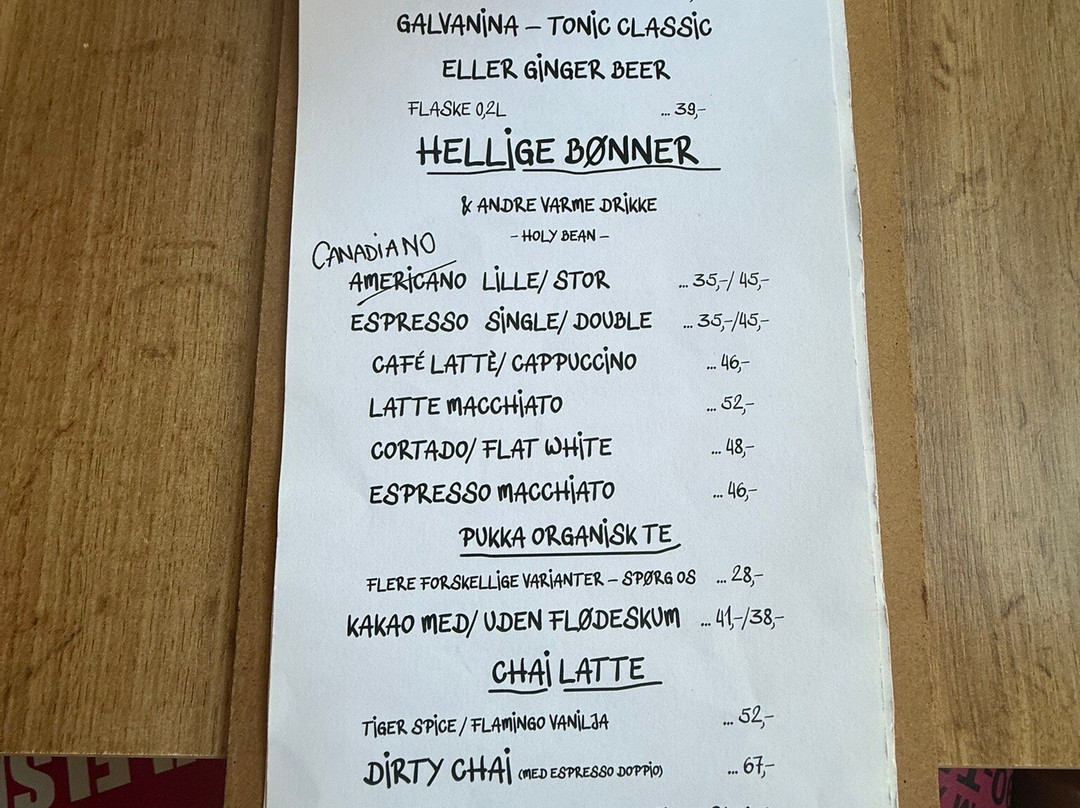 GALVANINA – TONIC CLASSIC
ELLER GINGER BEER
FLASKE 0,2L ... 39,-
HELLIGE BØNNER
& ANDRE VARME DRIKKE
- HOLY BEAN -
CANADIANO
AMERICANO LILLE/ STOR ... 35,-/ 45,-
ESPRESSO SINGLE/ DOUBLE ... 35,-/45,-
CAFÉ LATTÈ/ CAPPUCCINO ... 46,-
LATTE MACCHIATO ... 52,-
CORTADO/ FLAT WHITE ... 48,-
ESPRESSO MACCHIATO ... 46,-
PUKKA ORGANISK TE
FLERE FORSKELLIGE VARIANTER – SPØRG OS ... 28,-
KAKAO MED/ UDEN FLØDESKUM ... 41,-/38,-
CHAI LATTE
TIGER SPICE / FLAMINGO VANILJA ... 52,-
DIRTY CHAI (MED ESPRESSO DOPPIO) ... 67,-